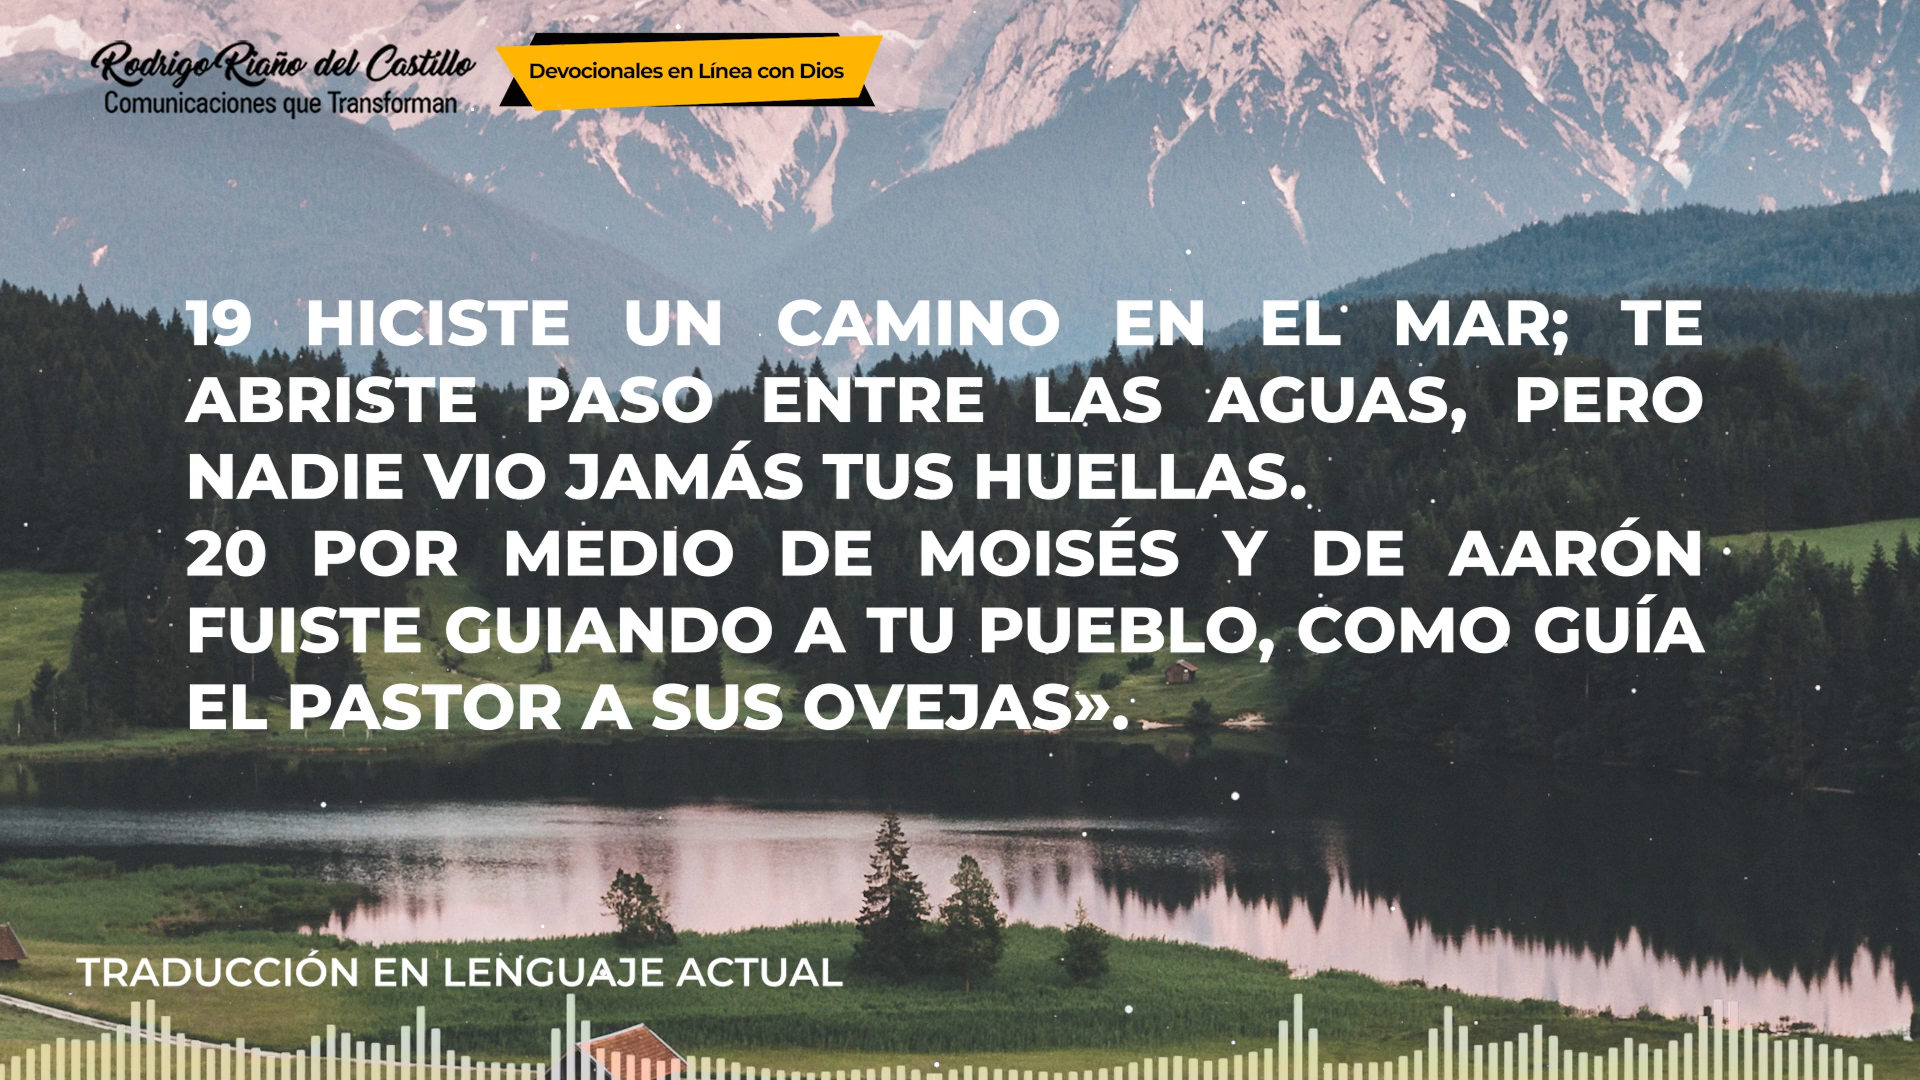 Rodrigo Riaño del Castillo
Comunicaciones que Transforman
Devocionales en Línea con Dios
19 HICISTE UN CAMINO EN EL MAR; TE
ABRISTE PASO ENTRE LAS AGUAS, PERO
NADIE VIO JAMÁS TUS HUELLAS.
20 POR MEDIO DE MOISÉS Y DE AARÓN
FUISTE GUIANDO A TU PUEBLO, COMO GUÍA
EL PASTOR A SUS OVEJAS».
TRADUCCIÓN EN LENGUAJE ACTUAL